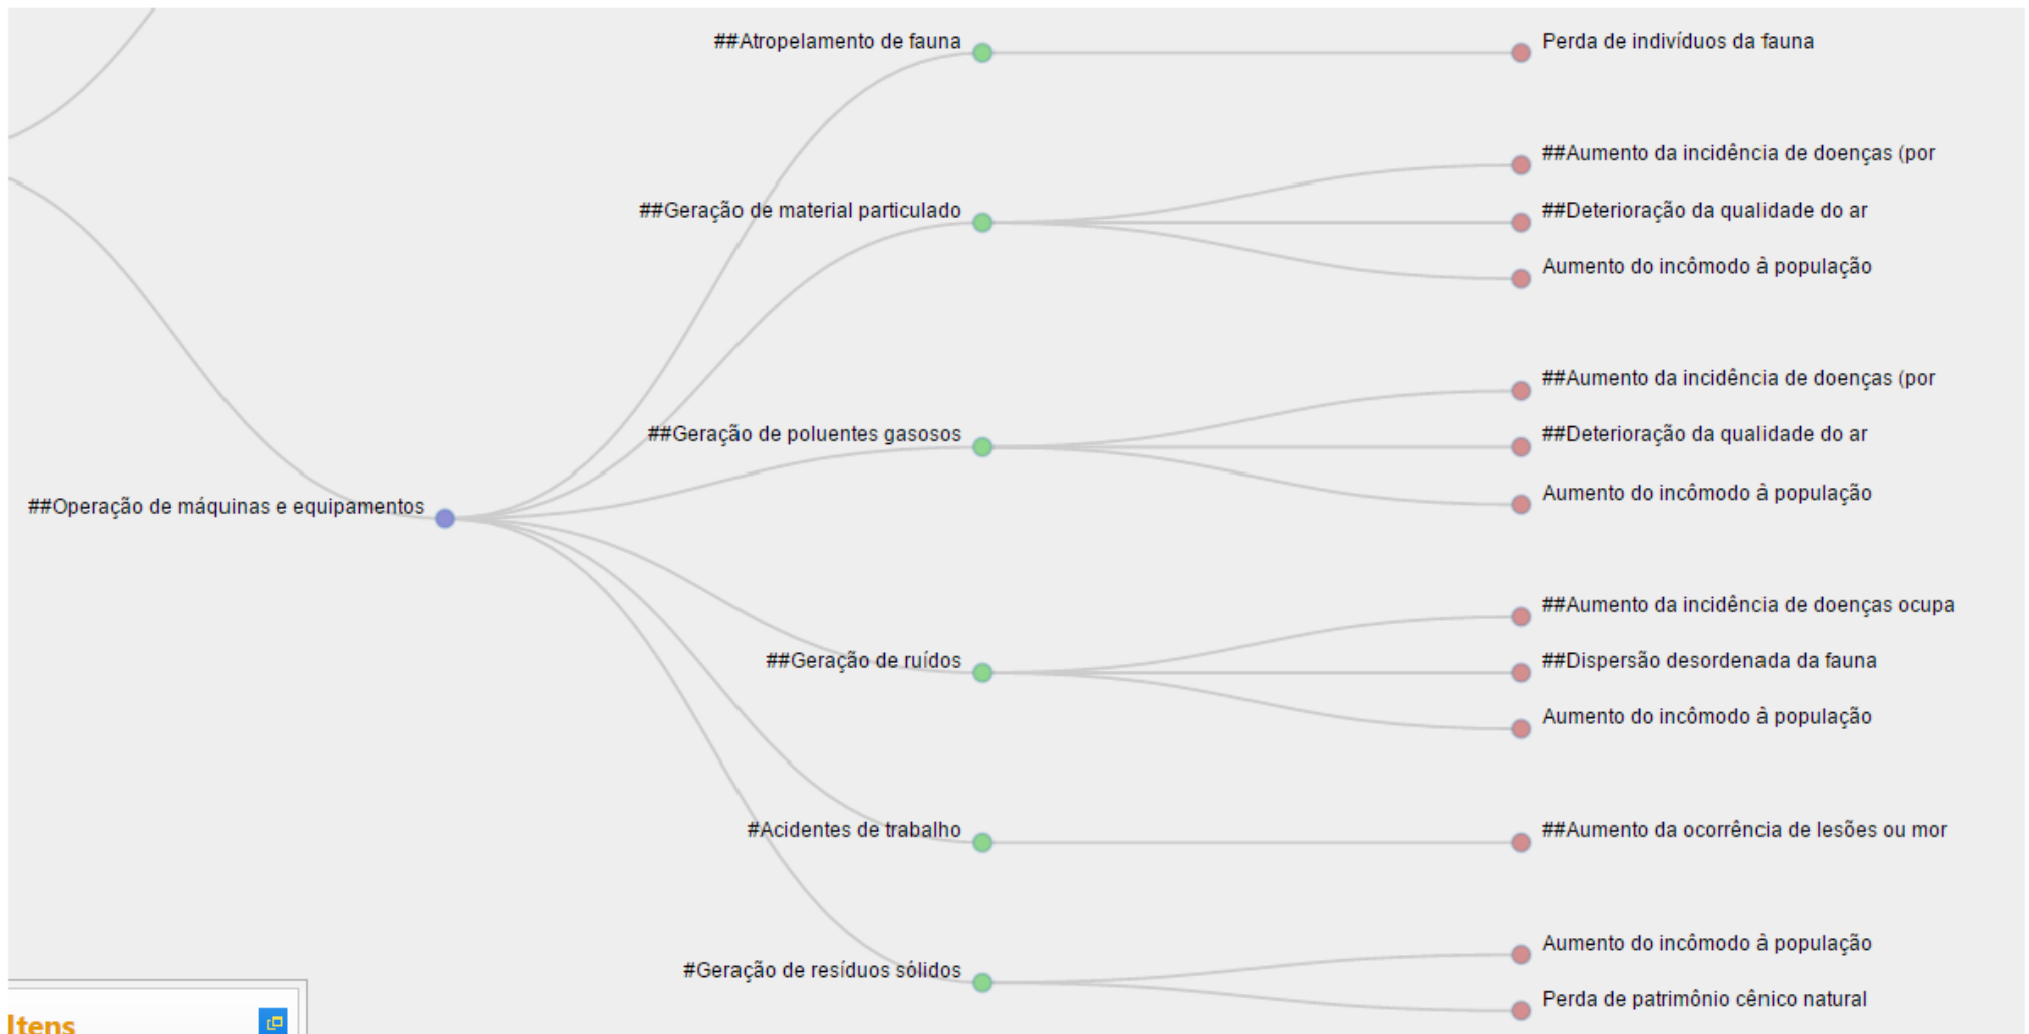 ##Atropelamento de fauna
Perda de indivíduos da fauna
##Geração de material particulado
##Aumento da incidência de doenças (por
##Deterioração da qualidade do ar
Aumento do incômodo à população
##Geração de poluentes gasosos
##Aumento da incidência de doenças (por
##Deterioração da qualidade do ar
Aumento do incômodo à população
##Operação de máquinas e equipamentos
##Geração de ruídos
##Aumento da incidência de doenças ocupa
##Dispersão desordenada da fauna
Aumento do incômodo à população
#Acidentes de trabalho
##Aumento da ocorrência de lesões ou mor
#Geração de resíduos sólidos
Aumento do incômodo à população
Perda de patrimônio cênico natural
Itens